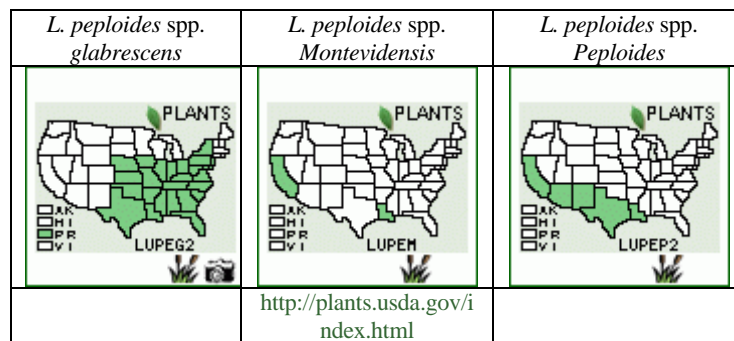 L. peploides spp.
glabrescens
L. peploides spp.
Montevidensis
L. peploides spp.
Peploides
PLANTS
AK
HI
PR
VI
LUPEG2
PLANTS
AK
HI
PR
VI
LUPEM
PLANTS
AK
HI
PR
VI
LUPEP2
http://plants.usda.gov/i
ndex.html